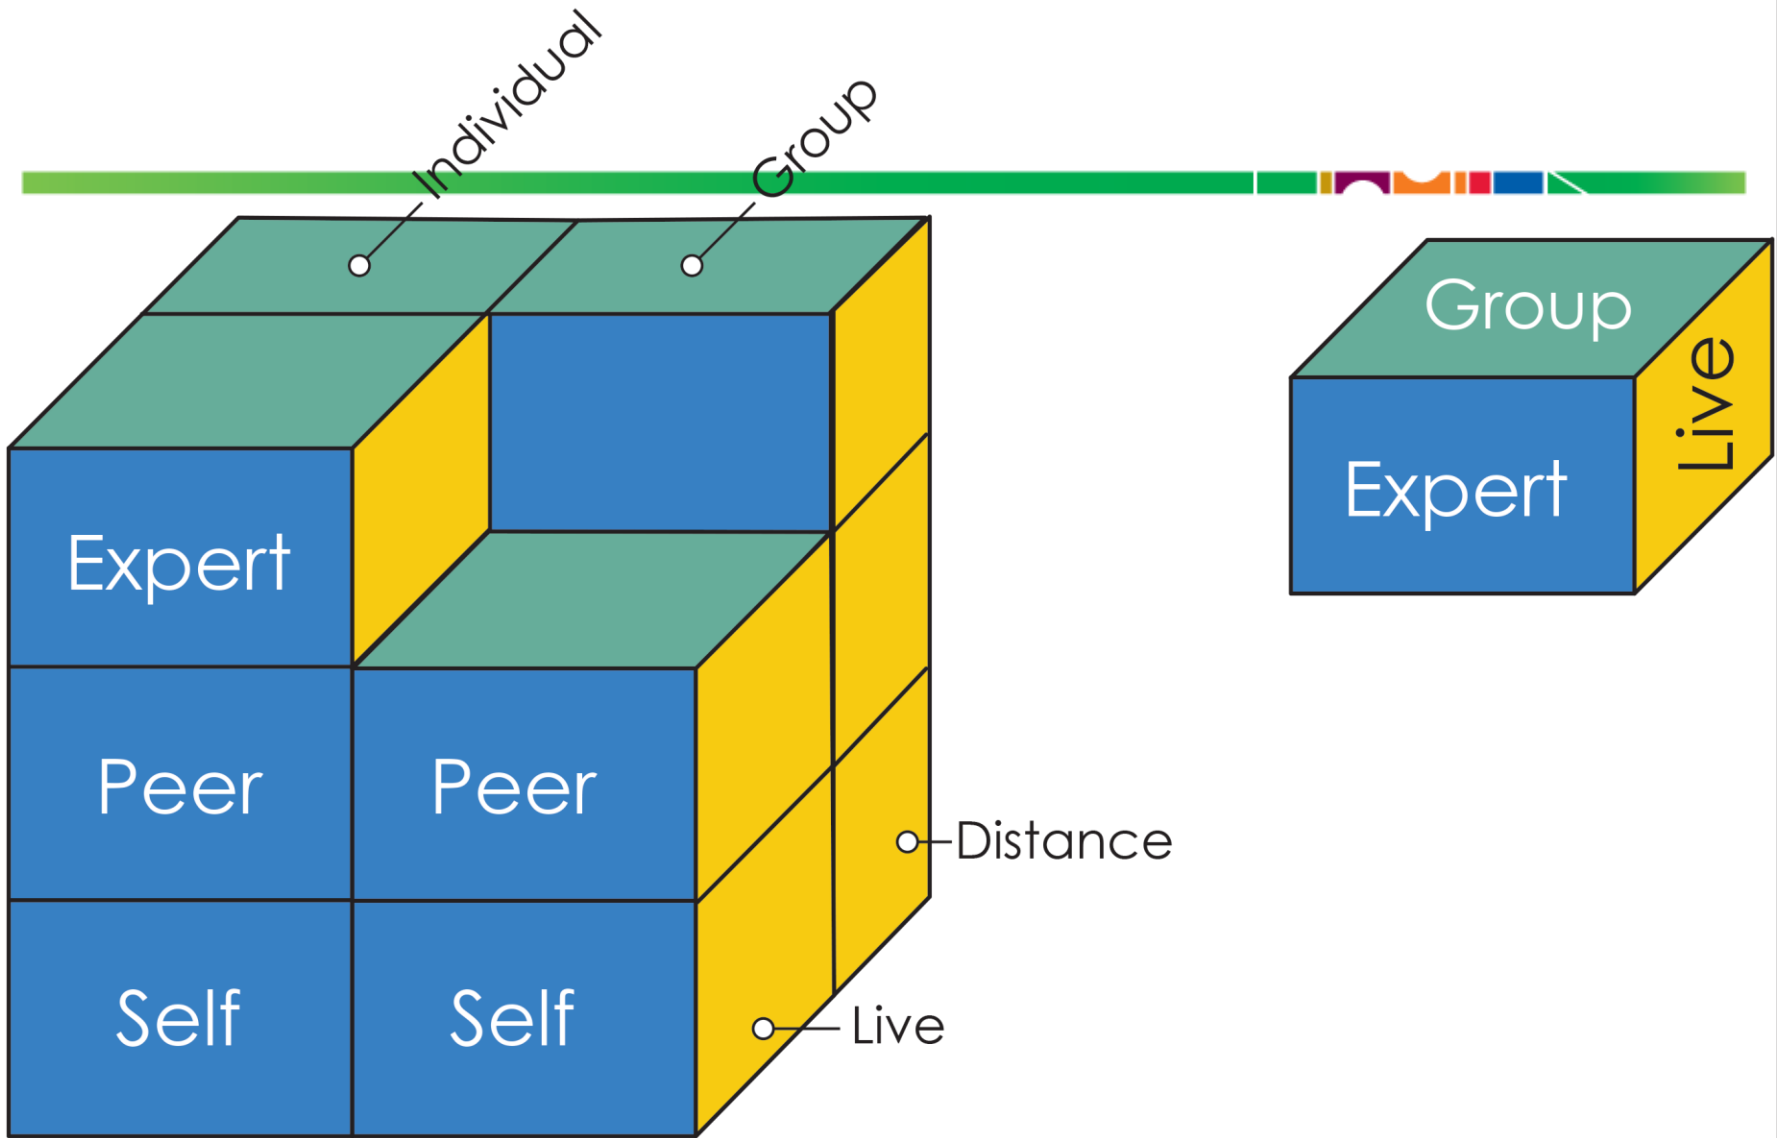 Individual
Group
Group
Live
Expert
Expert
Peer
Peer
Distance
Self
Self
Live